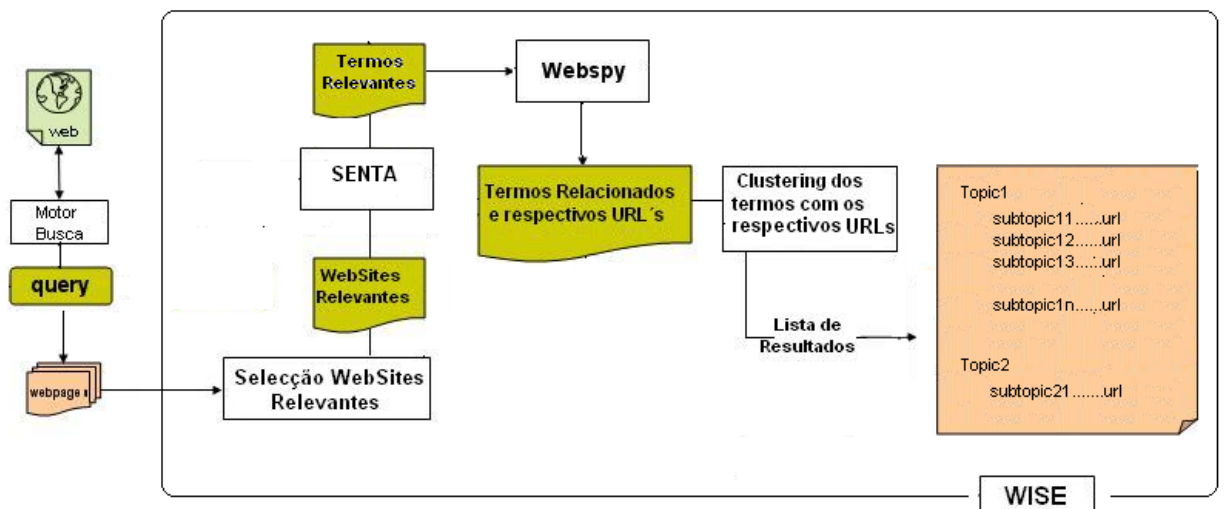 web
Motor
Busca
query
webpage
Selecção WebSites
Relevantes
WebSites
Relevantes
SENTA
Termos
Relevantes
Webspy
Termos Relacionados
e respectivos URL´s
Clustering dos
termos com os
respectivos URLs
Lista de
Resultados
Topic1
subtopic11......url
subtopic12......url
subtopic13....:.url
subtopic1n......url
Topic2
subtopic21.......url
WISE